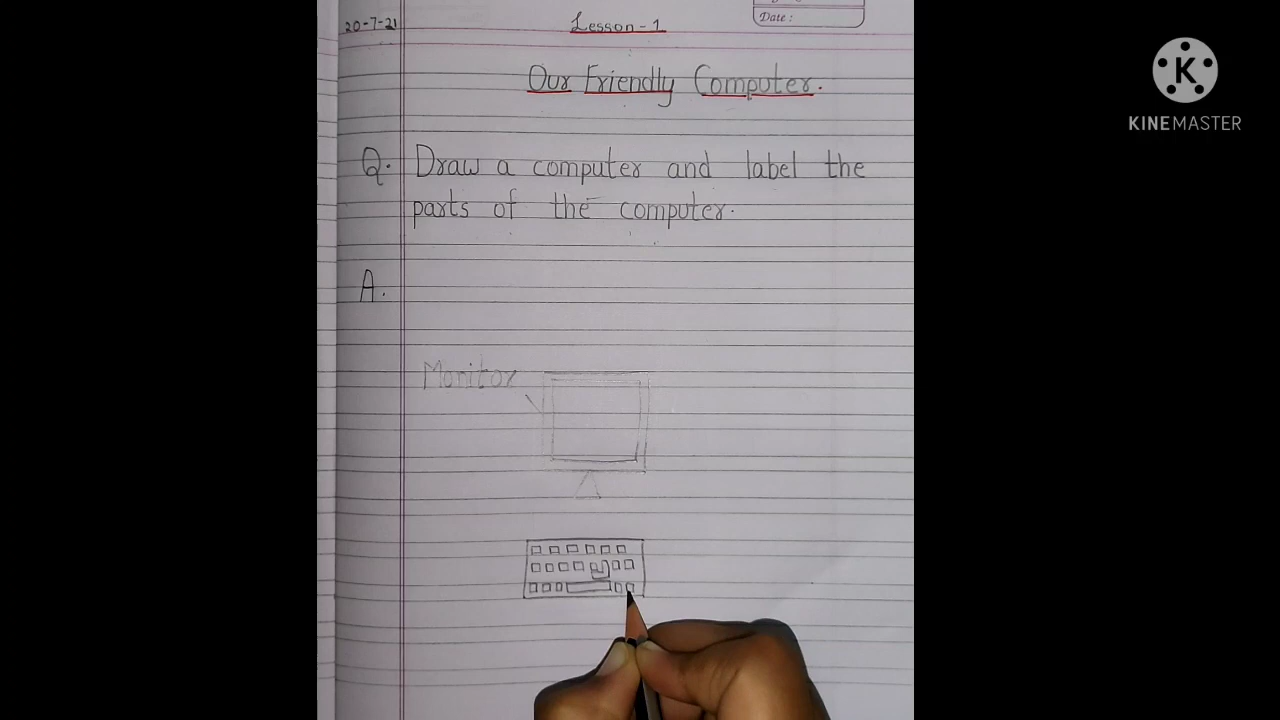 20-7-21
Lesson-1
Date :
Our Friendly Computer.
Q. Draw a computer and label the
parts of the computer.
A.
Monitor
K
KINEMASTER